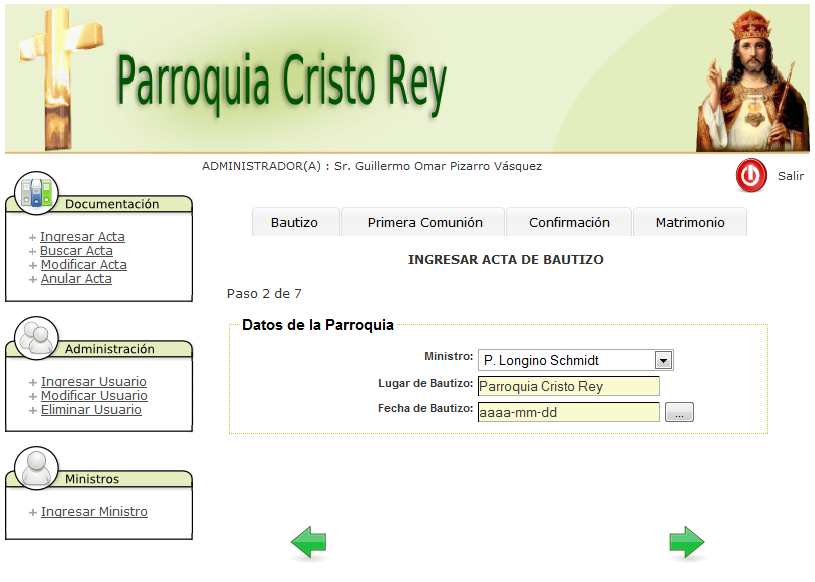 Parroquia Cristo Rey
ADMINISTRADOR(A) : Sr. Guillermo Omar Pizarro Vásquez
Salir
Documentación
Ingresar Acta
Buscar Acta
Modificar Acta
Anular Acta
Administración
Ingresar Usuario
Modificar Usuario
Eliminar Usuario
Ministros
Ingresar Ministro
Bautizo Primera Comunión Confirmación Matrimonio
INGRESAR ACTA DE BAUTIZO
Paso 2 de 7
Datos de la Parroquia
Ministro: P. Longino Schmidt
Lugar de Bautizo: Parroquia Cristo Rey
Fecha de Bautizo: aaaa-mm-dd ...